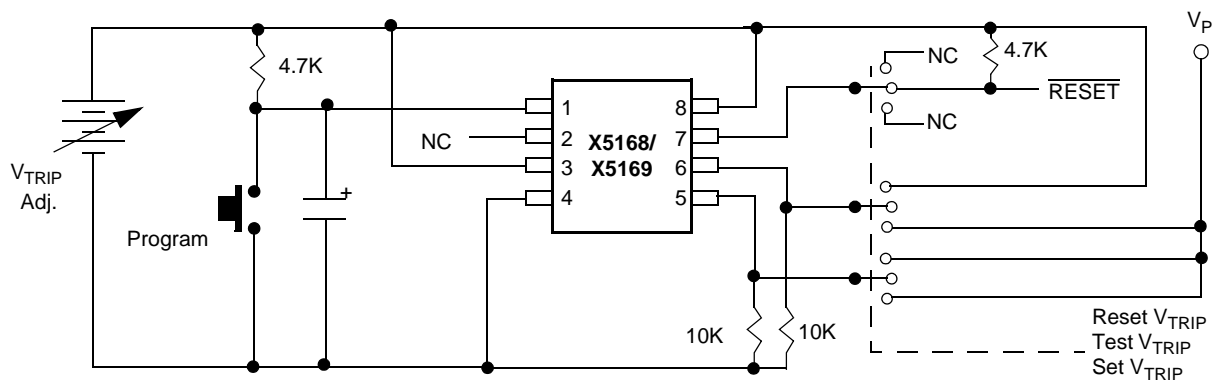 V_P
4.7K
NC
4.7K
RESET
NC
1
8
NC
2
X5168/
7
3
X5169
6
4
5
V_TRIP
Adj.
+
Program
10K
10K
Reset V_TRIP
Test V_TRIP
Set V_TRIP